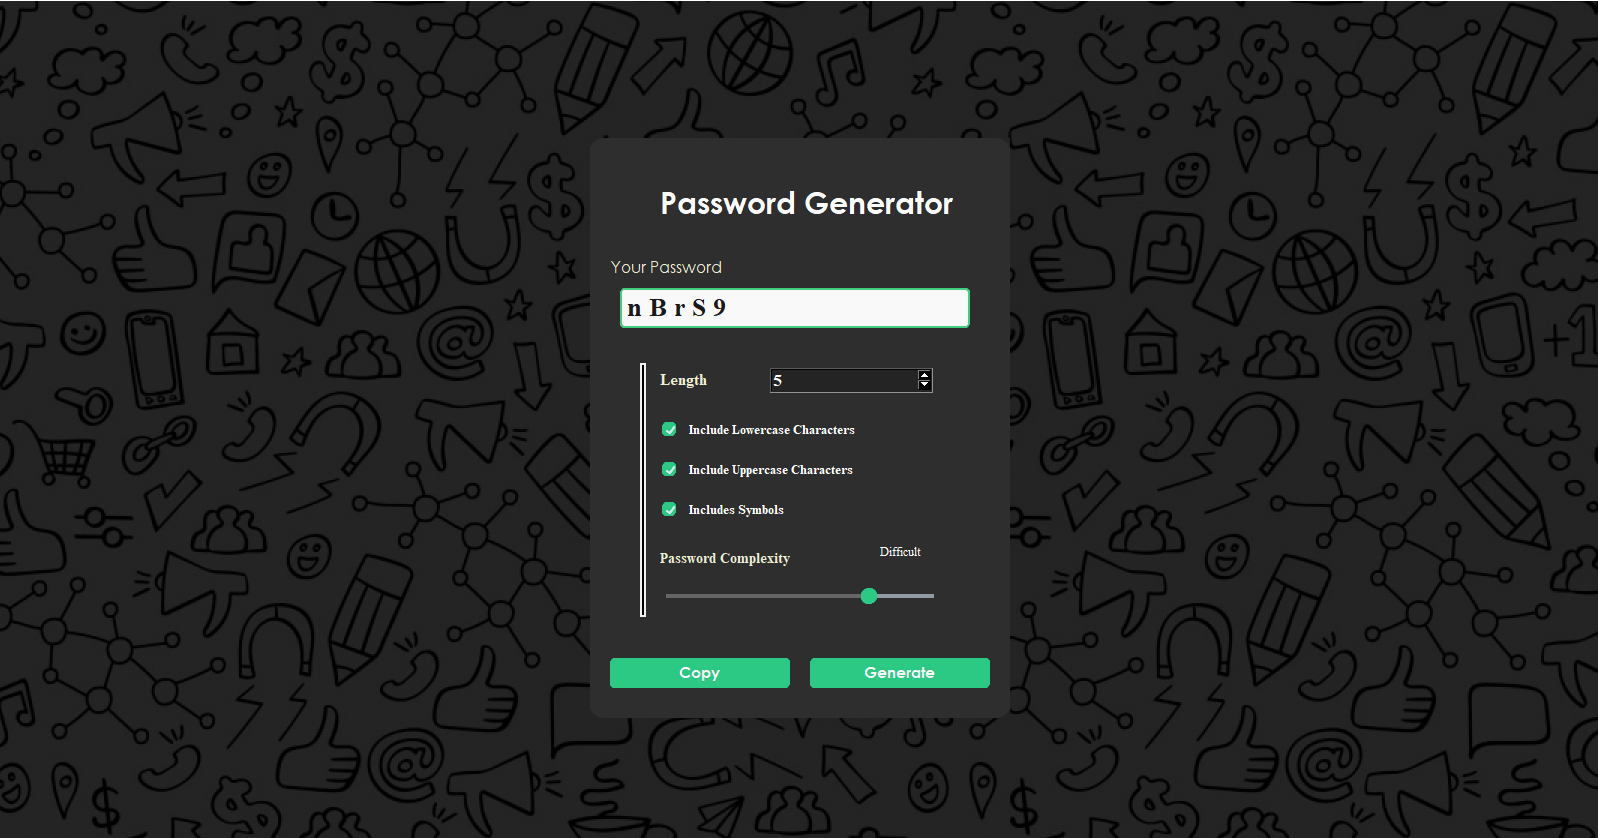 Password Generator
Your Password
n B r S 9
Length 5
Include Lowercase Characters
Include Uppercase Characters
Includes Symbols
Password Complexity Difficult
Copy Generate
+1